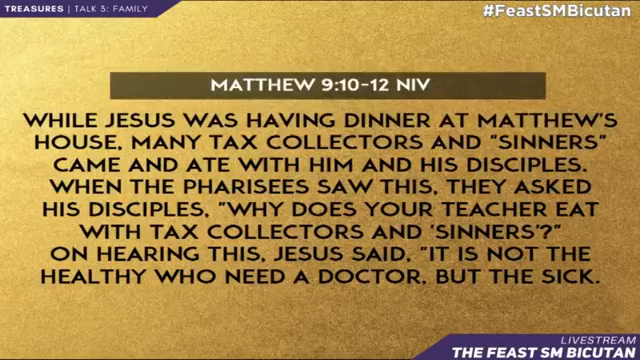 TREASURES | TALK 3: FAMILY
#FeastSMBicutan
MATTHEW 9:10-12 NIV
WHILE JESUS WAS HAVING DINNER AT MATTHEW'S
HOUSE, MANY TAX COLLECTORS AND "SINNERS"
CAME AND ATE WITH HIM AND HIS DISCIPLES.
WHEN THE PHARISEES SAW THIS, THEY ASKED
HIS DISCIPLES, "WHY DOES YOUR TEACHER EAT
WITH TAX COLLECTORS AND 'SINNERS'?"
ON HEARING THIS, JESUS SAID, "IT IS NOT THE
HEALTHY WHO NEED A DOCTOR, BUT THE SICK.
LIVESTREAM
THE FEAST SM BICUTAN